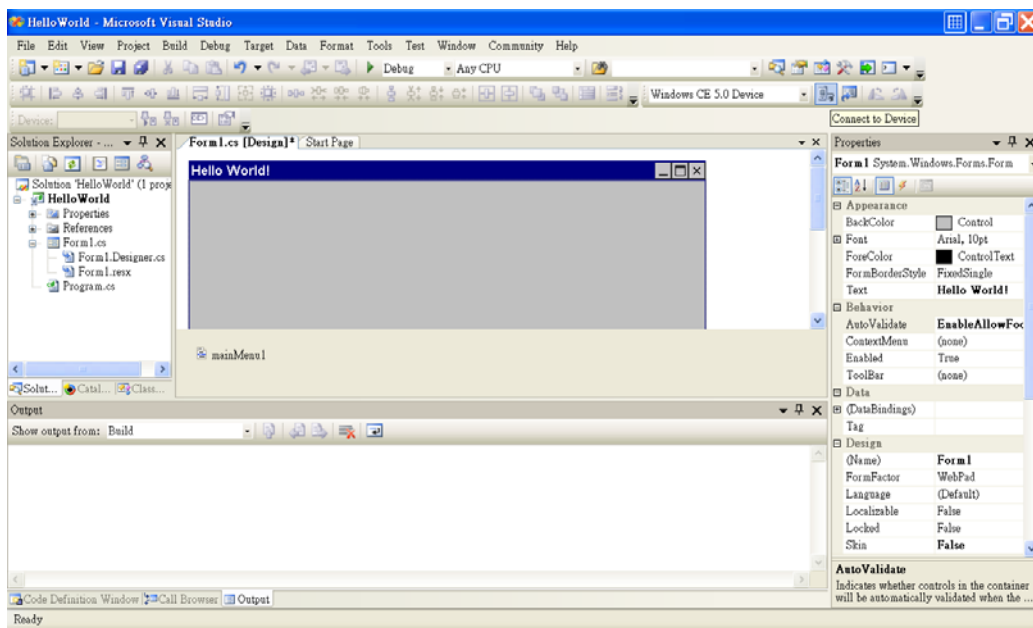 HelloWorld - Microsoft Visual Studio
File Edit View Project Build Debug Target Data Format Tools Test Window Community Help
Debug Any CPU
Windows CE 5.0 Device
Device:
Connect to Device
Solution Explorer - ...
Solution 'HelloWorld' (1 proje
HelloWorld
Properties
References
Form1.cs
Form1.Designer.cs
Form1.resx
Program.cs
Solut... Catal... Class...
Form1.cs [Design]* Start Page
Hello World!
mainMenu1
Output
Show output from: Build
Code Definition Window Call Browser Output
Ready
Properties
Form1 System.Windows.Forms.Form
Appearance
BackColor Control
Font Arial, 10pt
ForeColor ControlText
FormBorderStyle FixedSingle
Text Hello World!
Behavior
AutoValidate EnableAllowFoc
ContextMenu (none)
Enabled True
ToolBar (none)
Data
(DataBindings)
Tag
Design
(Name) Form1
FormFactor WebPad
Language (Default)
Localizable False
Locked False
Skin False
AutoValidate
Indicates whether controls in the container
will be automatically validated when the ...